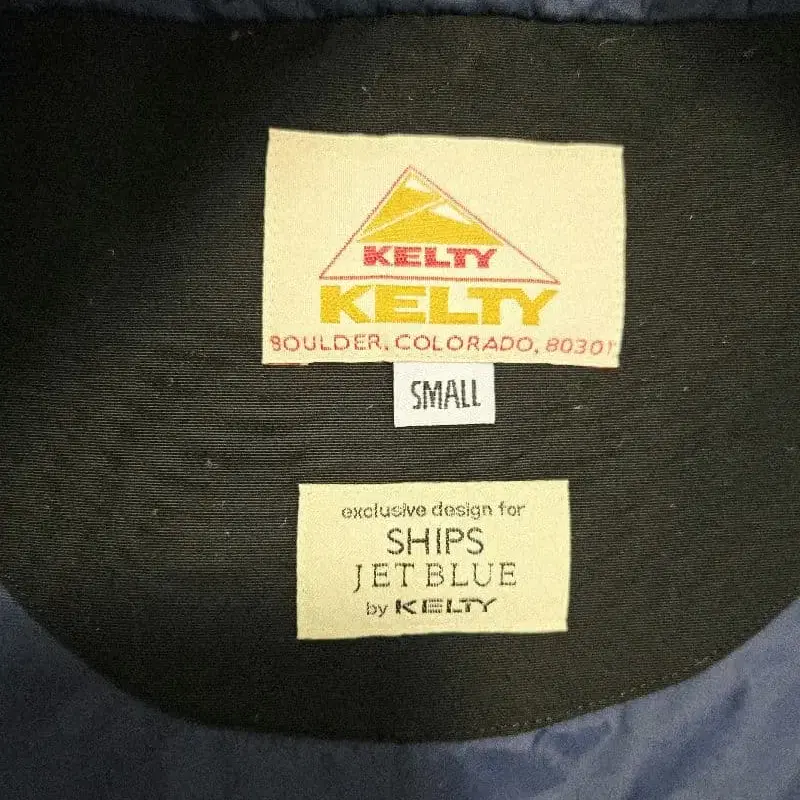 KELTY
KELTY
BOULDER, COLORADO, 80301
SMALL
exclusive design for
SHIPS
JET BLUE
by KELTY